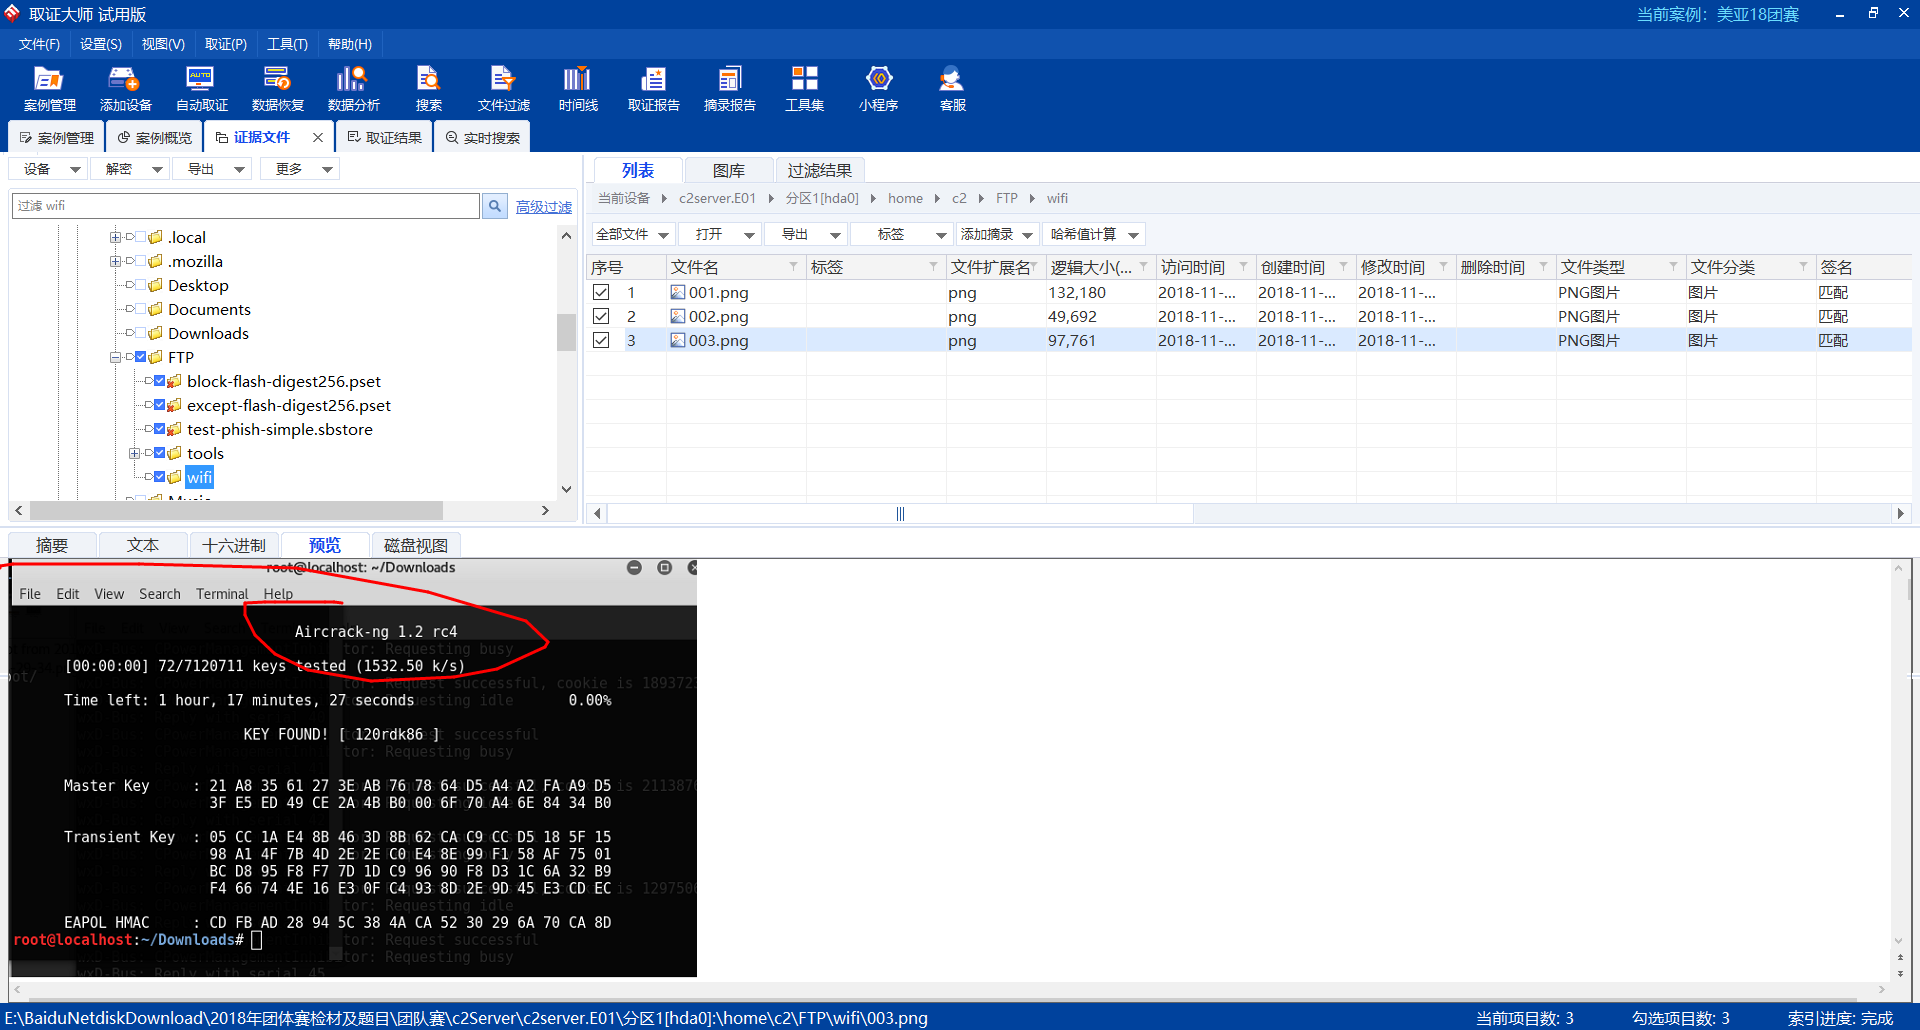 取证大师 试用版
当前案例：美亚18团赛
文件(F) 设置(S) 视图(V) 取证(P) 工具(T) 帮助(H)
案例管理 添加设备 自动取证 数据恢复 数据分析 搜索 文件过滤 时间线 取证报告 摘录报告 工具集 小程序 客服
案例管理 案例概览 证据文件 取证结果 实时搜索
设备 解密 导出 更多
过滤 wifi 高级过滤
.local
.mozilla
Desktop
Documents
Downloads
FTP
block-flash-digest256.pset
except-flash-digest256.pset
test-phish-simple.sbstore
tools
wifi
列表 图库 过滤结果
当前设备 c2server.E01 分区1[hda0] home c2 FTP wifi
全部文件 打开 导出 标签 添加摘录 哈希值计算
序号 文件名 标签 文件扩展名 逻辑大小(... 访问时间 创建时间 修改时间 删除时间 文件类型 文件分类 签名
1 001.png png 132,180 2018-11-... 2018-11-... 2018-11-... PNG图片 图片 匹配
2 002.png png 49,692 2018-11-... 2018-11-... 2018-11-... PNG图片 图片 匹配
3 003.png png 97,761 2018-11-... 2018-11-... 2018-11-... PNG图片 图片 匹配
摘要 文本 十六进制 预览 磁盘视图
root@localhost: ~/Downloads
File Edit View Search Terminal Help
Aircrack-ng 1.2 rc4
[00:00:00] 72/7120711 keys tested (1532.50 k/s)
Time left: 1 hour, 17 minutes, 27 seconds 0.00%
KEY FOUND! [ 120rdk86 ]
Master Key : 21 A8 35 61 27 3E AB 76 78 64 D5 A4 A2 FA A9 D5
3F E5 ED 49 CE 2A 4B B0 00 6F 70 A4 6E 84 34 B0
Transient Key : 05 CC 1A E4 8B 46 3D 8B 62 CA C9 CC D5 18 5F 15
98 A1 4F 7B 4D 2E 2E C0 E4 8E 99 F1 58 AF 75 01
BC D8 95 F8 F7 7D 1D C9 96 90 F8 D3 1C 6A 32 B9
F4 66 74 4E 16 E3 0F C4 93 8D 2E 9D 45 E3 CD EC
EAPOL HMAC : CD FB AD 28 94 5C 38 4A CA 52 30 29 6A 70 CA 8D
root@localhost:~/Downloads#
E:\BaiduNetdiskDownload\2018年团体赛检材及题目\团队赛\c2Server\c2server.E01\分区1[hda0]:\home\c2\FTP\wifi\003.png
当前项目数: 3 勾选项目数: 3 索引进度: 完成